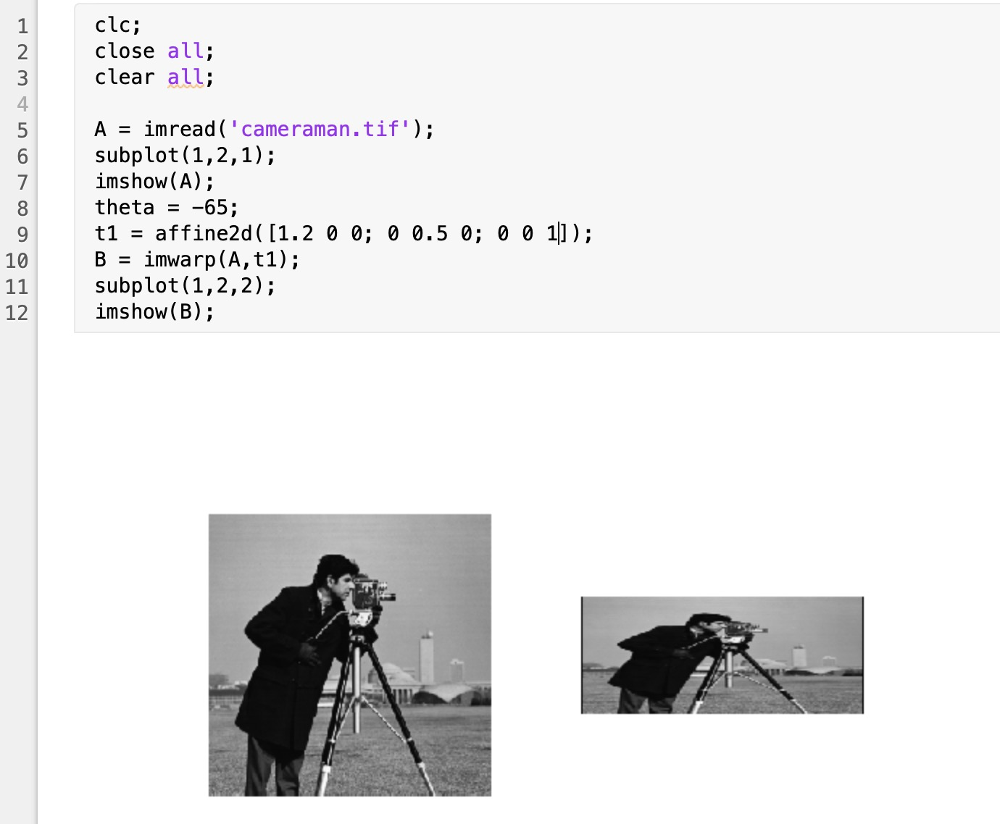 1 clc;
2 close all;
3 clear all;
4
5 A = imread('cameraman.tif');
6 subplot(1,2,1);
7 imshow(A);
8 theta = -65;
9 t1 = affine2d([1.2 0 0; 0 0.5 0; 0 0 1]);
10 B = imwarp(A,t1);
11 subplot(1,2,2);
12 imshow(B);